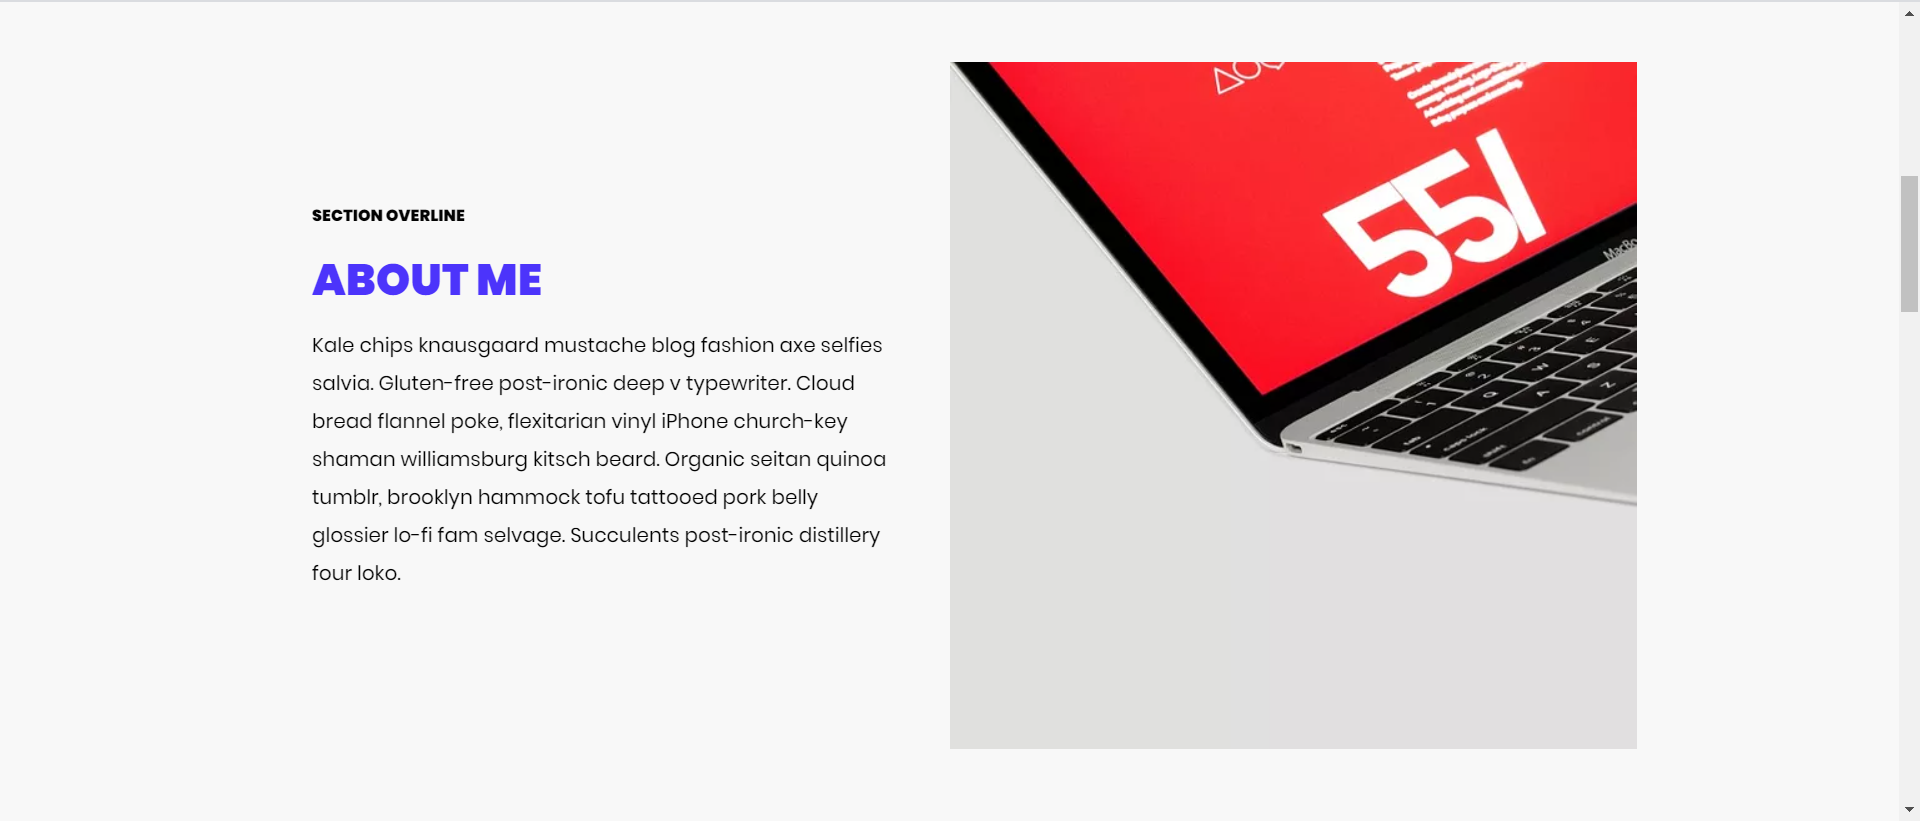 SECTION OVERLINE
ABOUT ME
Kale chips knausgaard mustache blog fashion axe selfies
salvia. Gluten-free post-ironic deep v typewriter. Cloud
bread flannel poke, flexitarian vinyl iPhone church-key
shaman williamsburg kitsch beard. Organic seitan quinoa
tumblr, brooklyn hammock tofu tattooed pork belly
glossier lo-fi fam selvage. Succulents post-ironic distillery
four loko.
55/